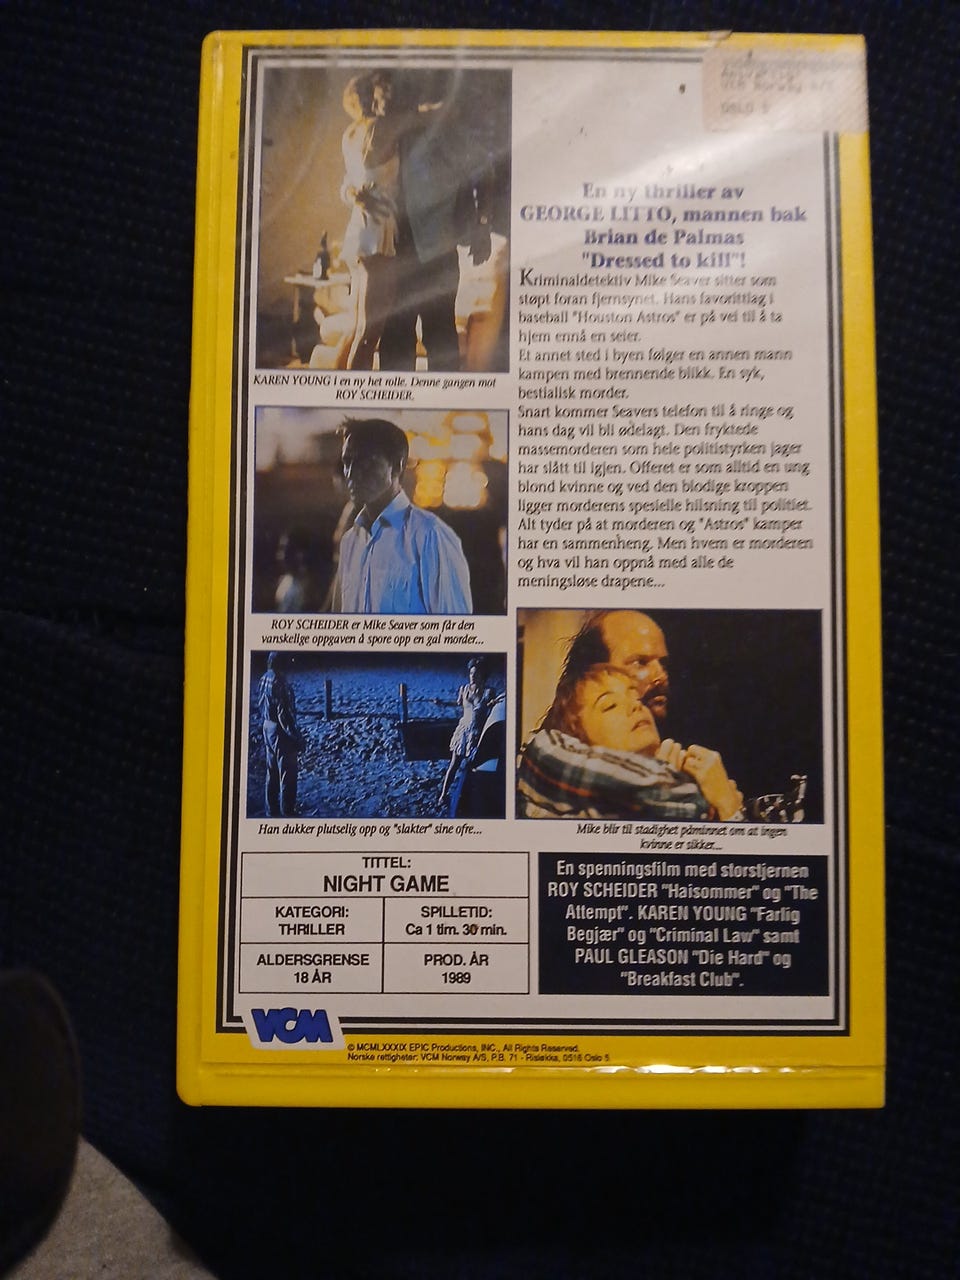 VCM Norway A/S
OSLO 5
En ny thriller av
GEORGE LITTO, mannen bak
Brian de Palmas
"Dressed to kill"!
Kriminaldetektiv Mike Seaver sitter som
støpt foran fjernsynet. Hans favorittlag i
baseball "Houston Astros" er på vei til å ta
hjem ennå en seier.
Et annet sted i byen følger en annen mann
kampen med brennende blikk. En syk,
bestialisk morder.
Snart kommer Seavers telefon til å ringe og
hans dag vil bli ødelagt. Den fryktede
massemorderen som hele politistyrken jager
har slått til igjen. Offeret er som alltid en ung
blond kvinne og ved den blodige kroppen
ligger morderens spesielle hilsning til politiet.
Alt tyder på at morderen og "Astros" kamper
har en sammenheng. Men hvem er morderen
og hva vil han oppnå med alle de
meningsløse drapene...
KAREN YOUNG i en ny het rolle. Denne gangen mot
ROY SCHEIDER.
ROY SCHEIDER er Mike Seaver som får den
vanskelige oppgaven å spore opp en gal morder...
Han dukker plutselig opp og "slakter" sine ofre...
Mike blir til stadighet påminnet om at ingen
kvinne er sikker...
TITTEL:
NIGHT GAME
KATEGORI:
THRILLER
SPILLETID:
Ca 1 tim. 30 min.
ALDERSGRENSE
18 ÅR
PROD. ÅR
1989
En spenningsfilm med storstjernen
ROY SCHEIDER "Haisommer" og "The
Attempt". KAREN YOUNG "Farlig
Begjær" og "Criminal Law" samt
PAUL GLEASON "Die Hard" og
"Breakfast Club".
VCM
© MCMLXXXIX EPIC Productions, INC., All Rights Reserved.
Norske rettigheter: VCM Norway A/S, P.B. 71 - Risløkka, 0516 Oslo 5